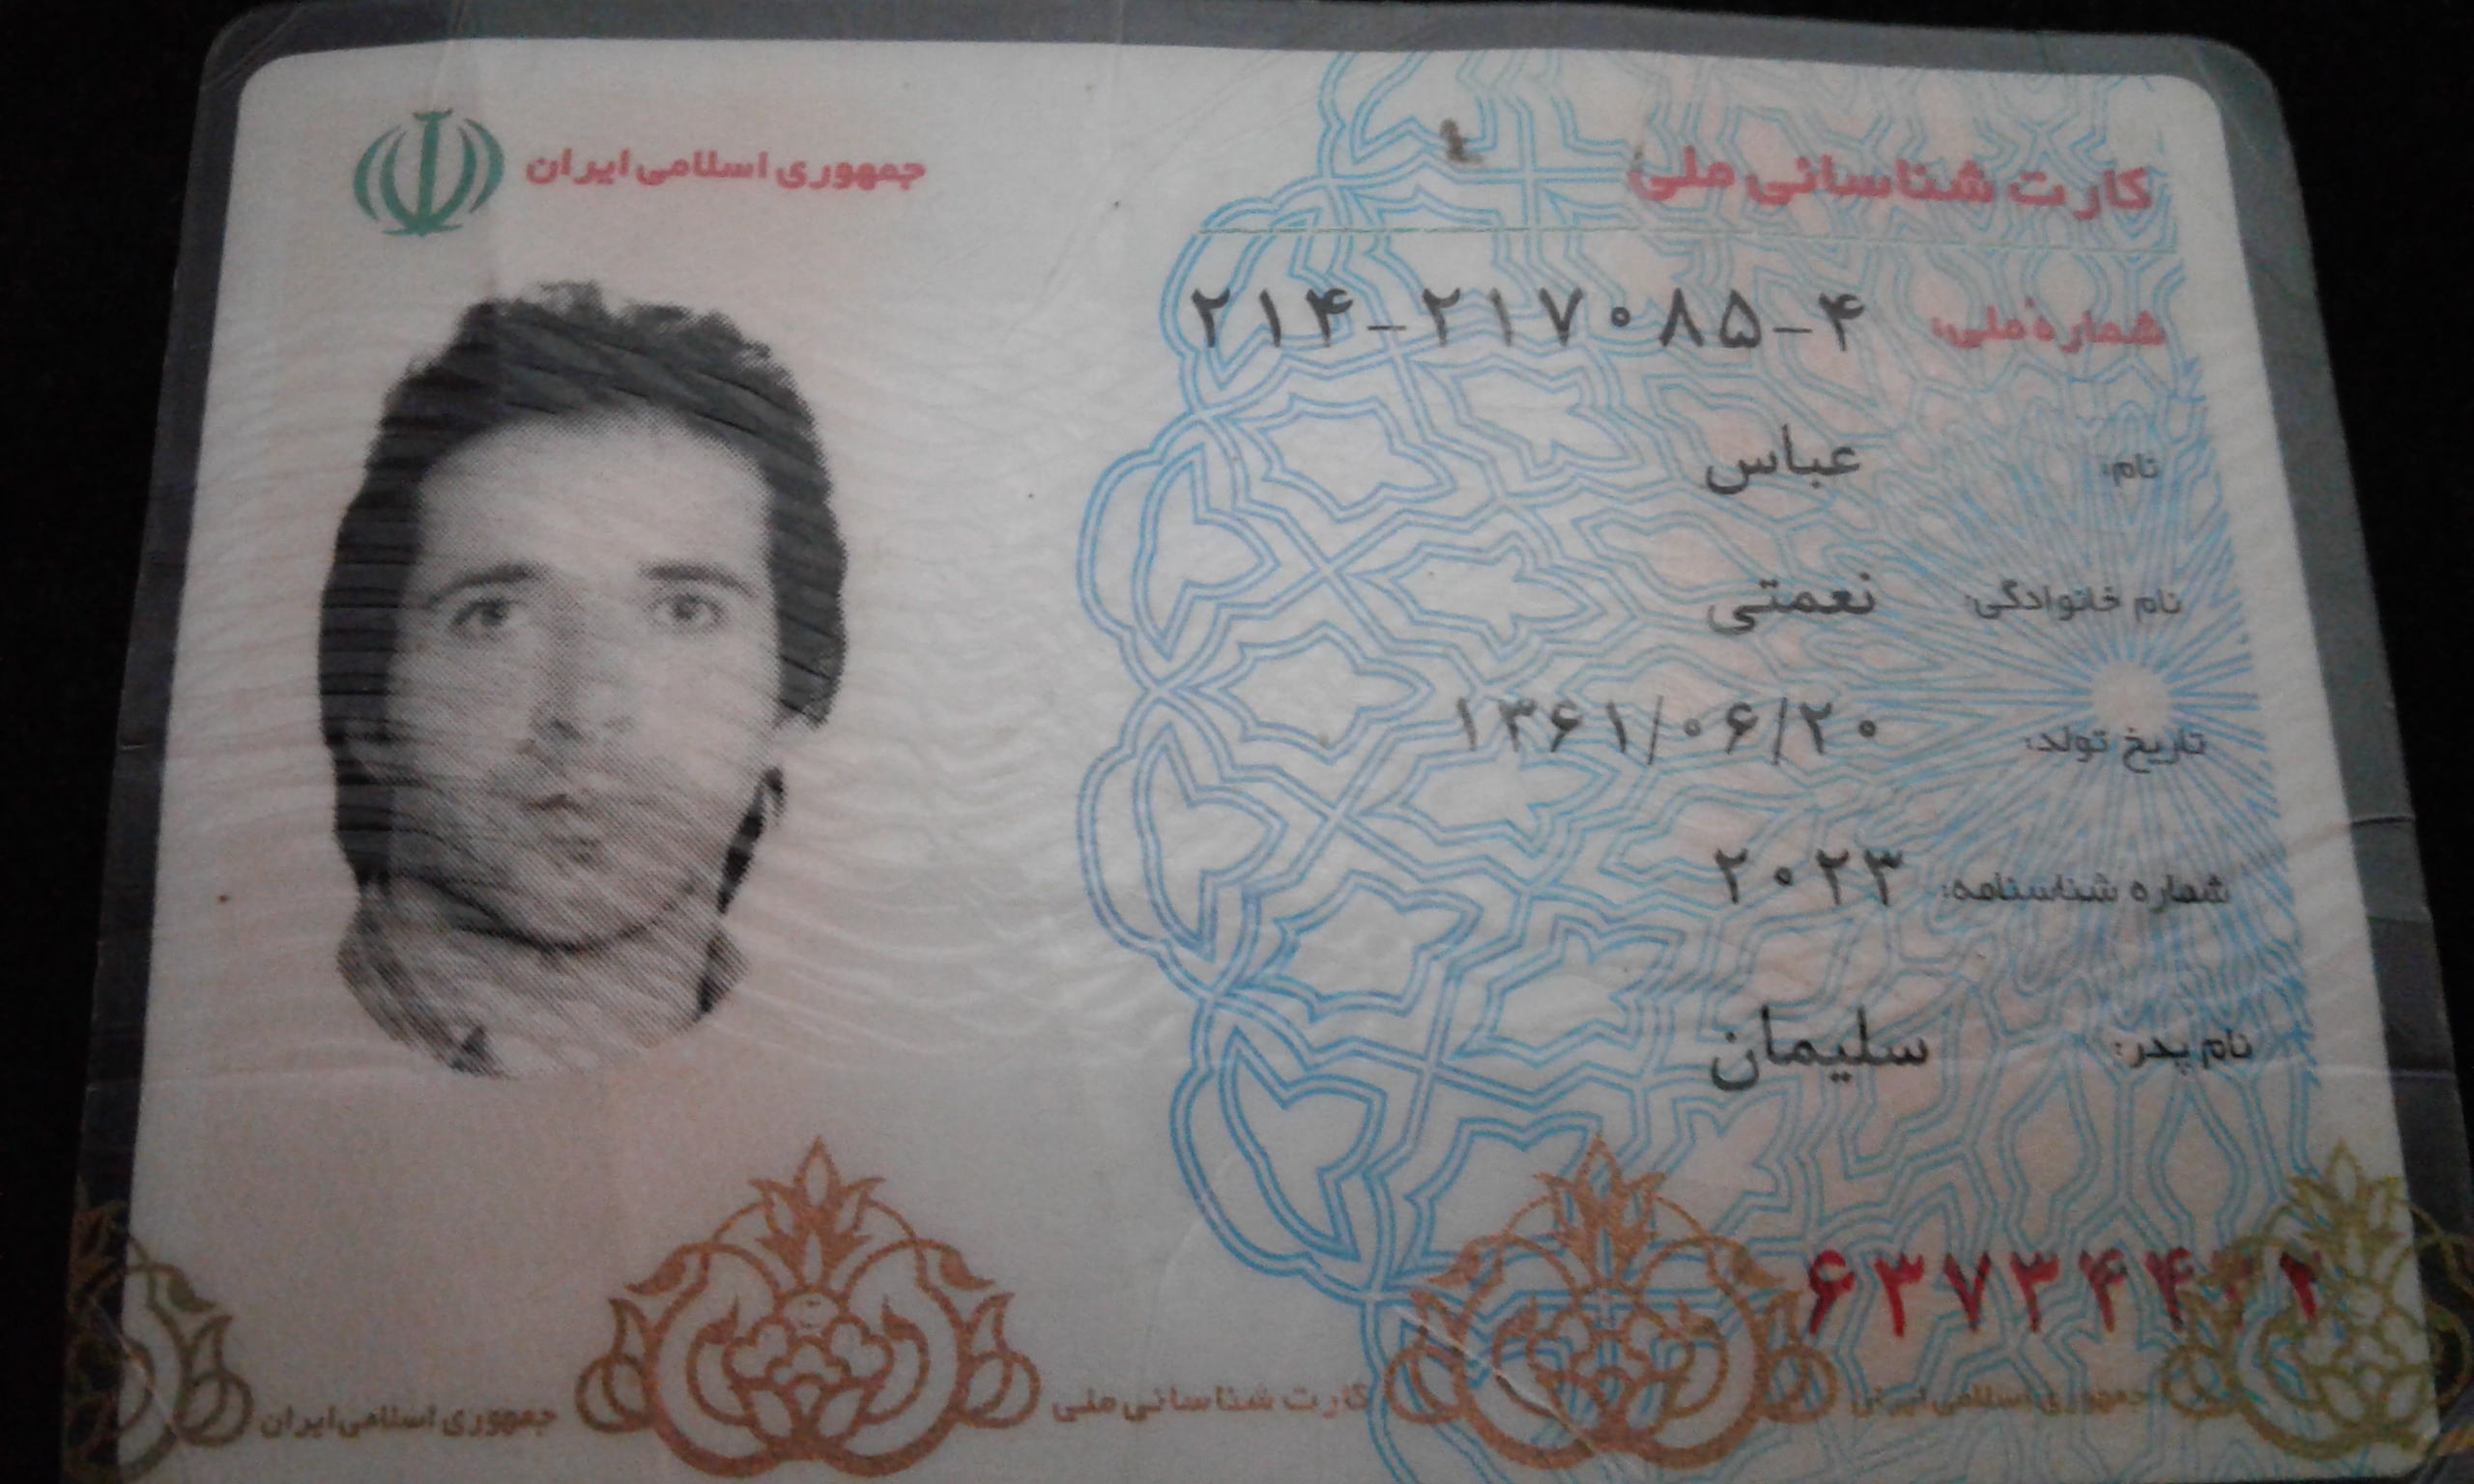 جمهوری اسلامی ایران
کارت شناسائی ملی
شماره ملی: ۲۱۴-۲۱۷۰۸۵-۴
نام: عباس
نام خانوادگی: نعمتی
تاریخ تولد: ۱۳۶۱/۰۶/۲۰
شماره شناسنامه: ۲۰۲۳
نام پدر: سلیمان
جمهوری اسلامی ایران کارت شناسائی ملی جمهوری اسلامی ایران